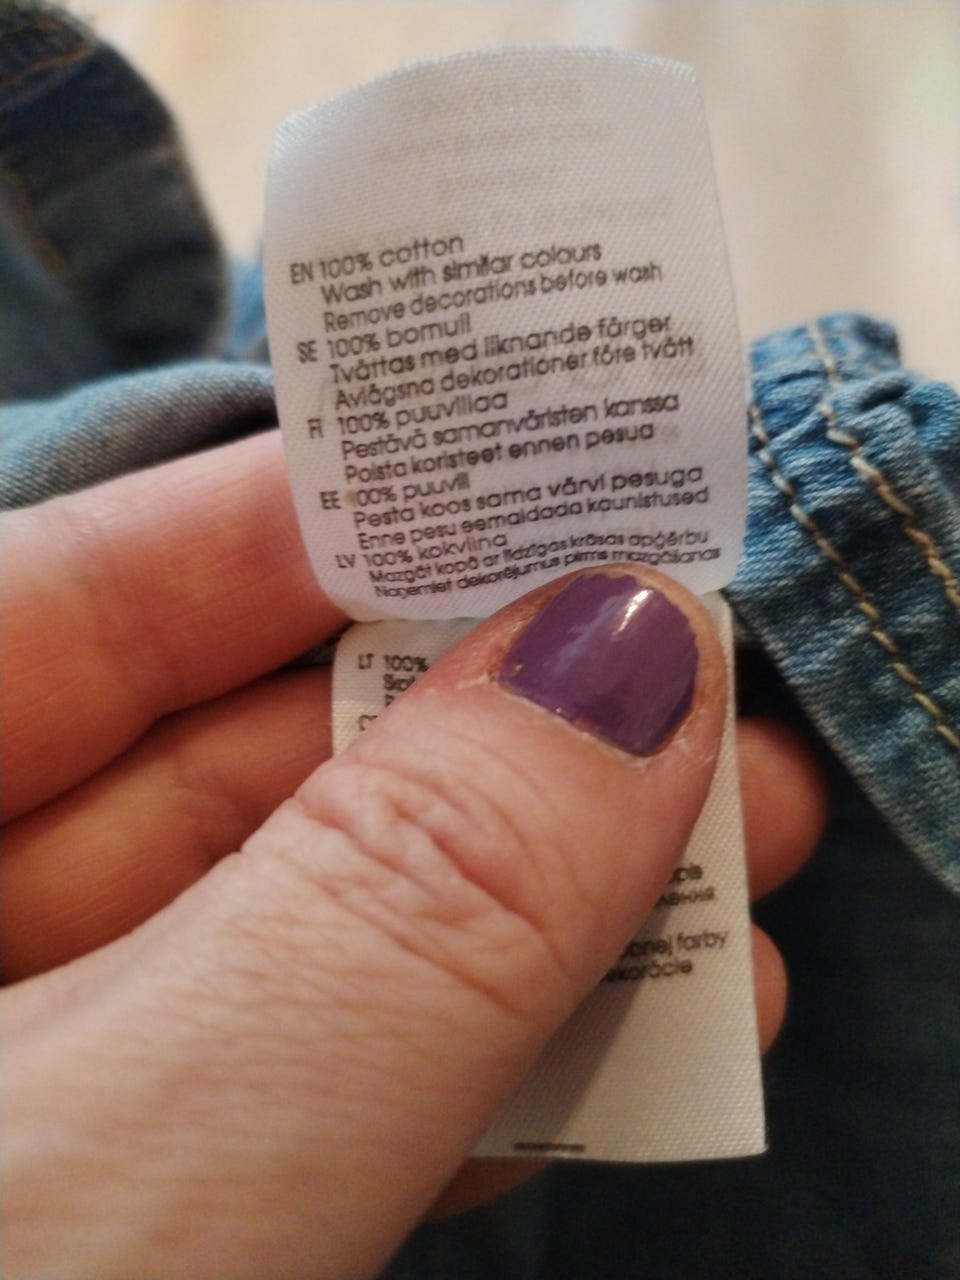 EN 100% cotton
Wash with similar colours
Remove decorations before wash
SE 100% bomull
Tvättas med liknande färger
Avlägsna dekorationer före tvätt
FI 100% puuvillaa
Pestävä samanväristen kanssa
Poista koristeet ennen pesua
EE 100% puuvill
Pesta koos sama värvi pesuga
Enne pesu eemaldada kaunistused
LV 100% kokvilna
Mazgāt kopā ar līdzīgas krāsas apģērbu
Noņemiet dekorējumus pirms mazgāšanas
LT 100%
farby